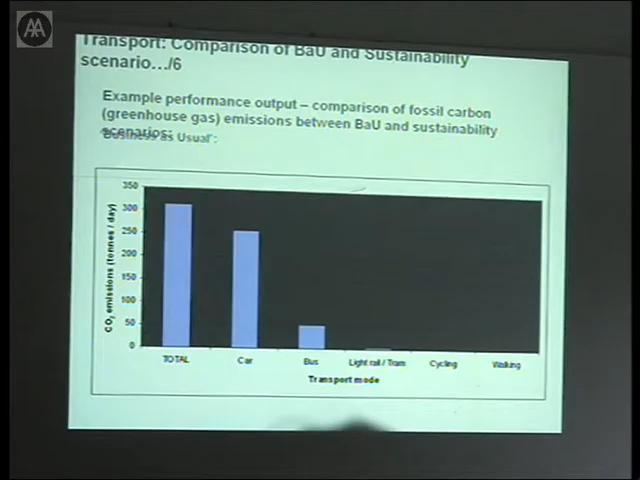 AA
Transport: Comparison of BaU and Sustainability
scenario.../6
Example performance output – comparison of fossil carbon
(greenhouse gas) emissions between BaU and sustainability
scenarios:
'Business as Usual':
350
300
250
200
150
100
50
0
CO2 emissions (tonnes / day)
TOTAL Car Bus Light rail / Tram Cycling Walking
Transport mode